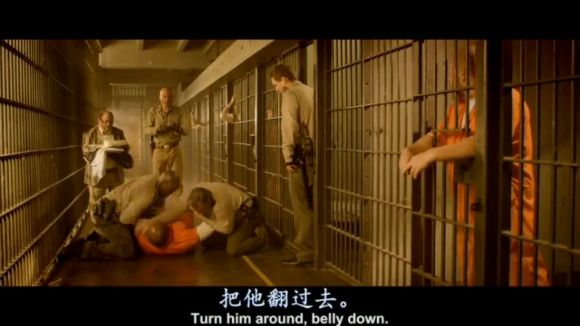 把他翻过去。
Turn him around, belly down.